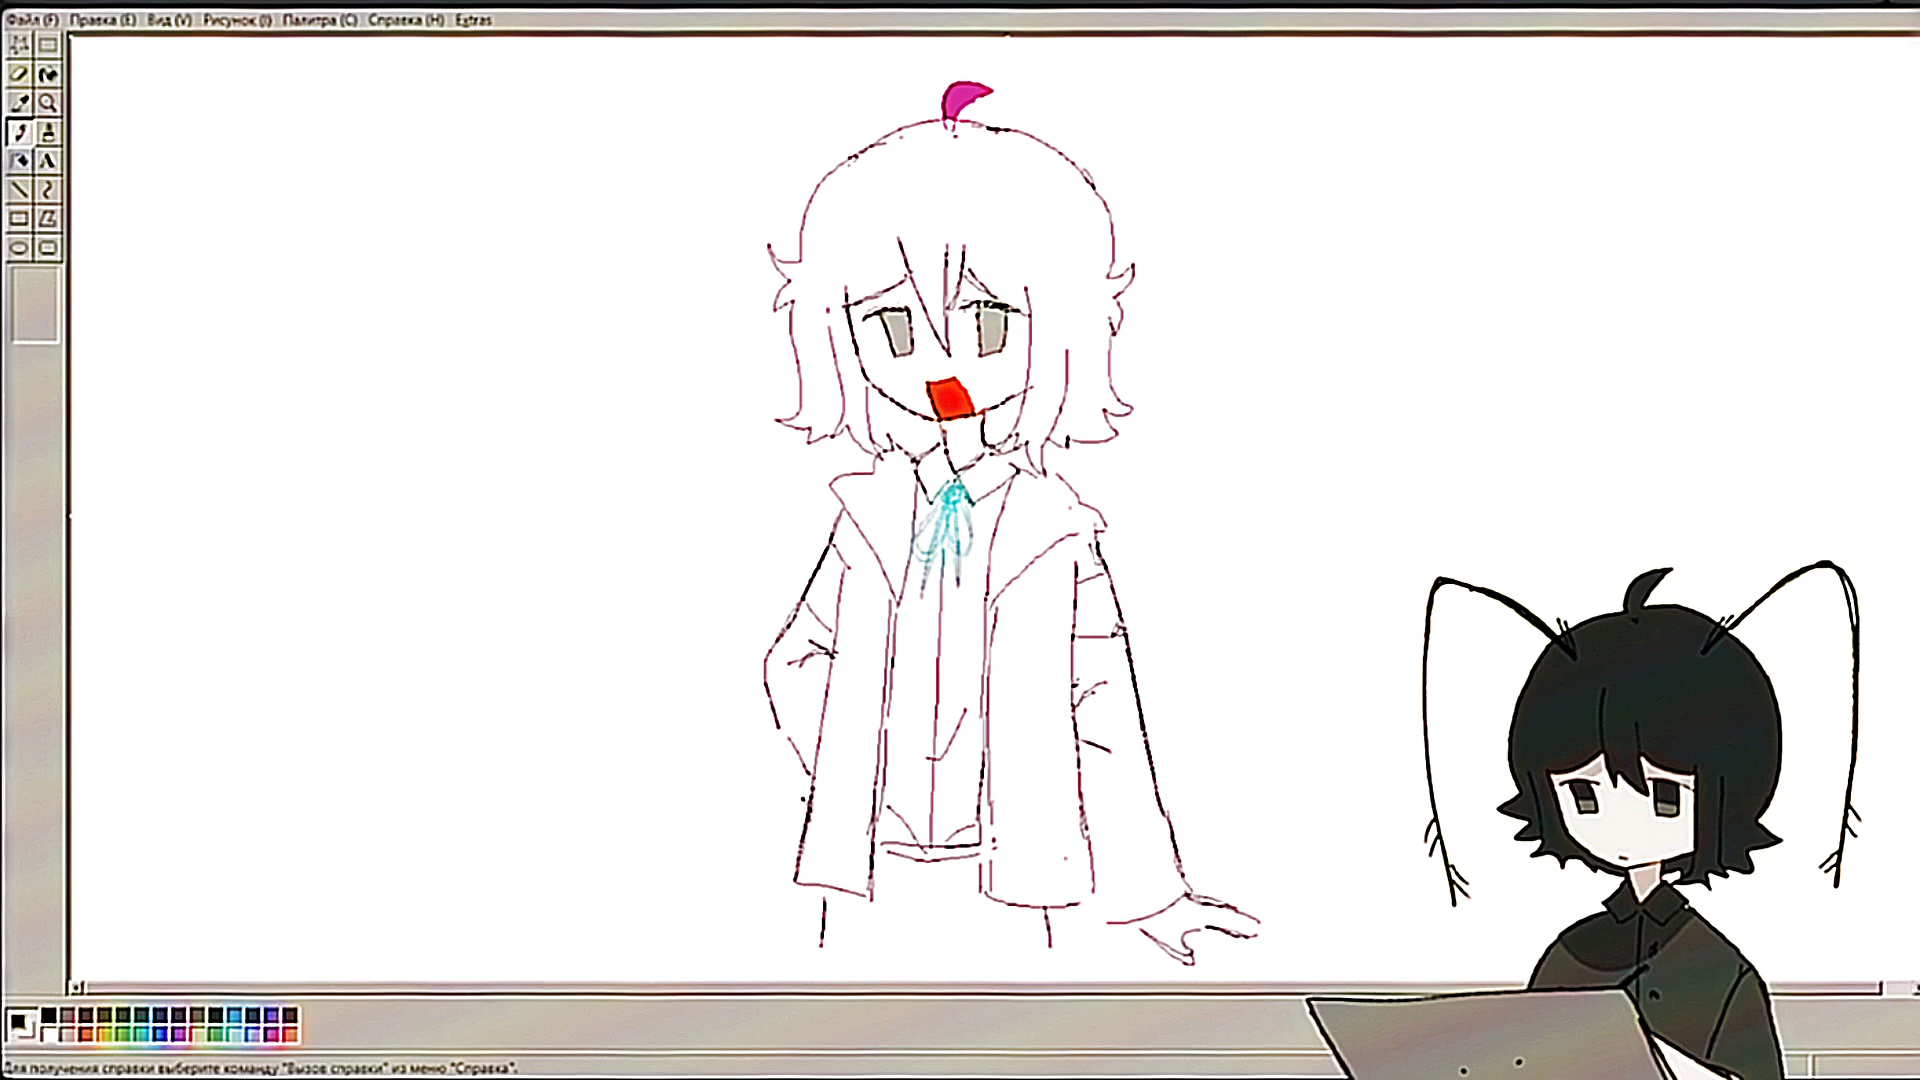 Файл (F) Правка (E) Вид (V) Рисунок (I) Палитра (C) Справка (H) Extras
Для получения справки выберите команду "Вызов справки" из меню "Справка".